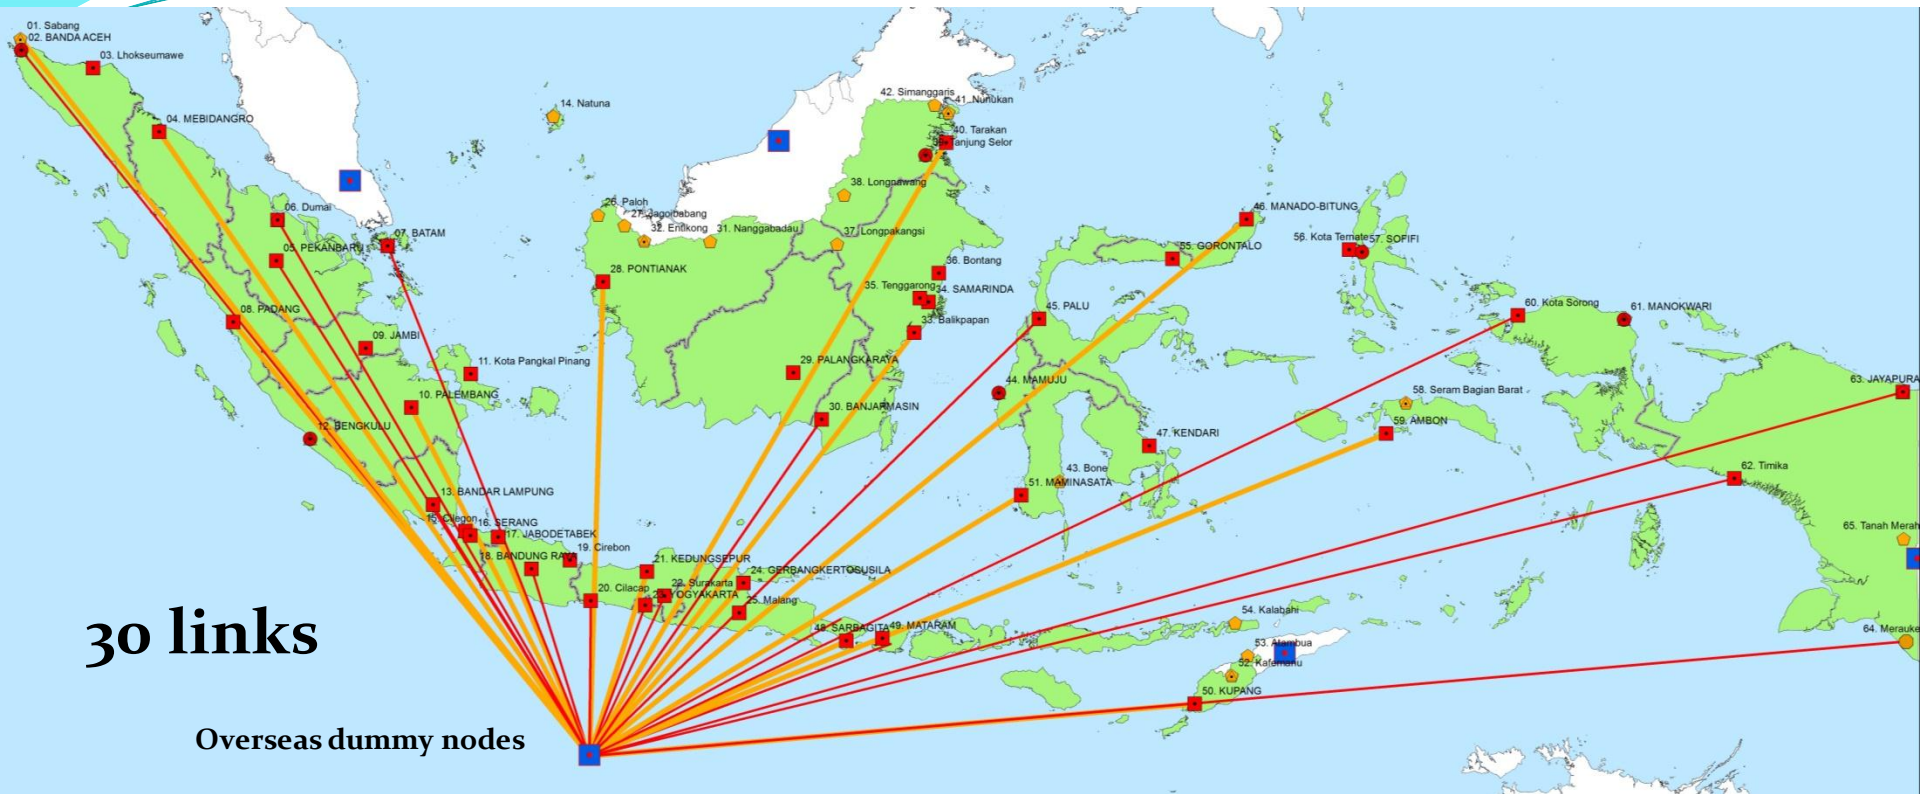 01. Sabang
02. BANDA ACEH
03. Lhokseumawe
04. MEBIDANGRO
14. Natuna
42. Simanggaris
41. Nunukan
40. Tarakan
Tanjung Selor
38. Longnawang
26. Paloh
27. Jagoibabang
32. Entikong
31. Nanggabadau
37. Longpakangsi
06. Dumai
05. PEKANBARU
07. BATAM
28. PONTIANAK
36. Bontang
35. Tenggarong
34. SAMARINDA
33. Balikpapan
46. MANADO-BITUNG
55. GORONTALO
56. Kota Ternate
57. SOFIFI
45. PALU
60. Kota Sorong
61. MANOKWARI
08. PADANG
09. JAMBI
11. Kota Pangkal Pinang
10. PALEMBANG
12. BENGKULU
29. PALANGKARAYA
30. BANJARMASIN
44. MAMUJU
47. KENDARI
43. Bone
51. MAMINASATA
58. Seram Bagian Barat
59. AMBON
63. JAYAPURA
62. Timika
65. Tanah Merah
64. Merauke
13. BANDAR LAMPUNG
15. Cilegon
16. SERANG
17. JABODETABEK
18. BANDUNG RAYA
19. Cirebon
20. Cilacap
21. KEDUNGSEPUR
22. Surakarta
YOGYAKARTA
24. GERBANGKERTOSUSILA
25. Malang
48. SARBAGITA
49. MATARAM
54. Kalabahi
53. Atambua
52. Kafemanu
50. KUPANG
30 links
Overseas dummy nodes